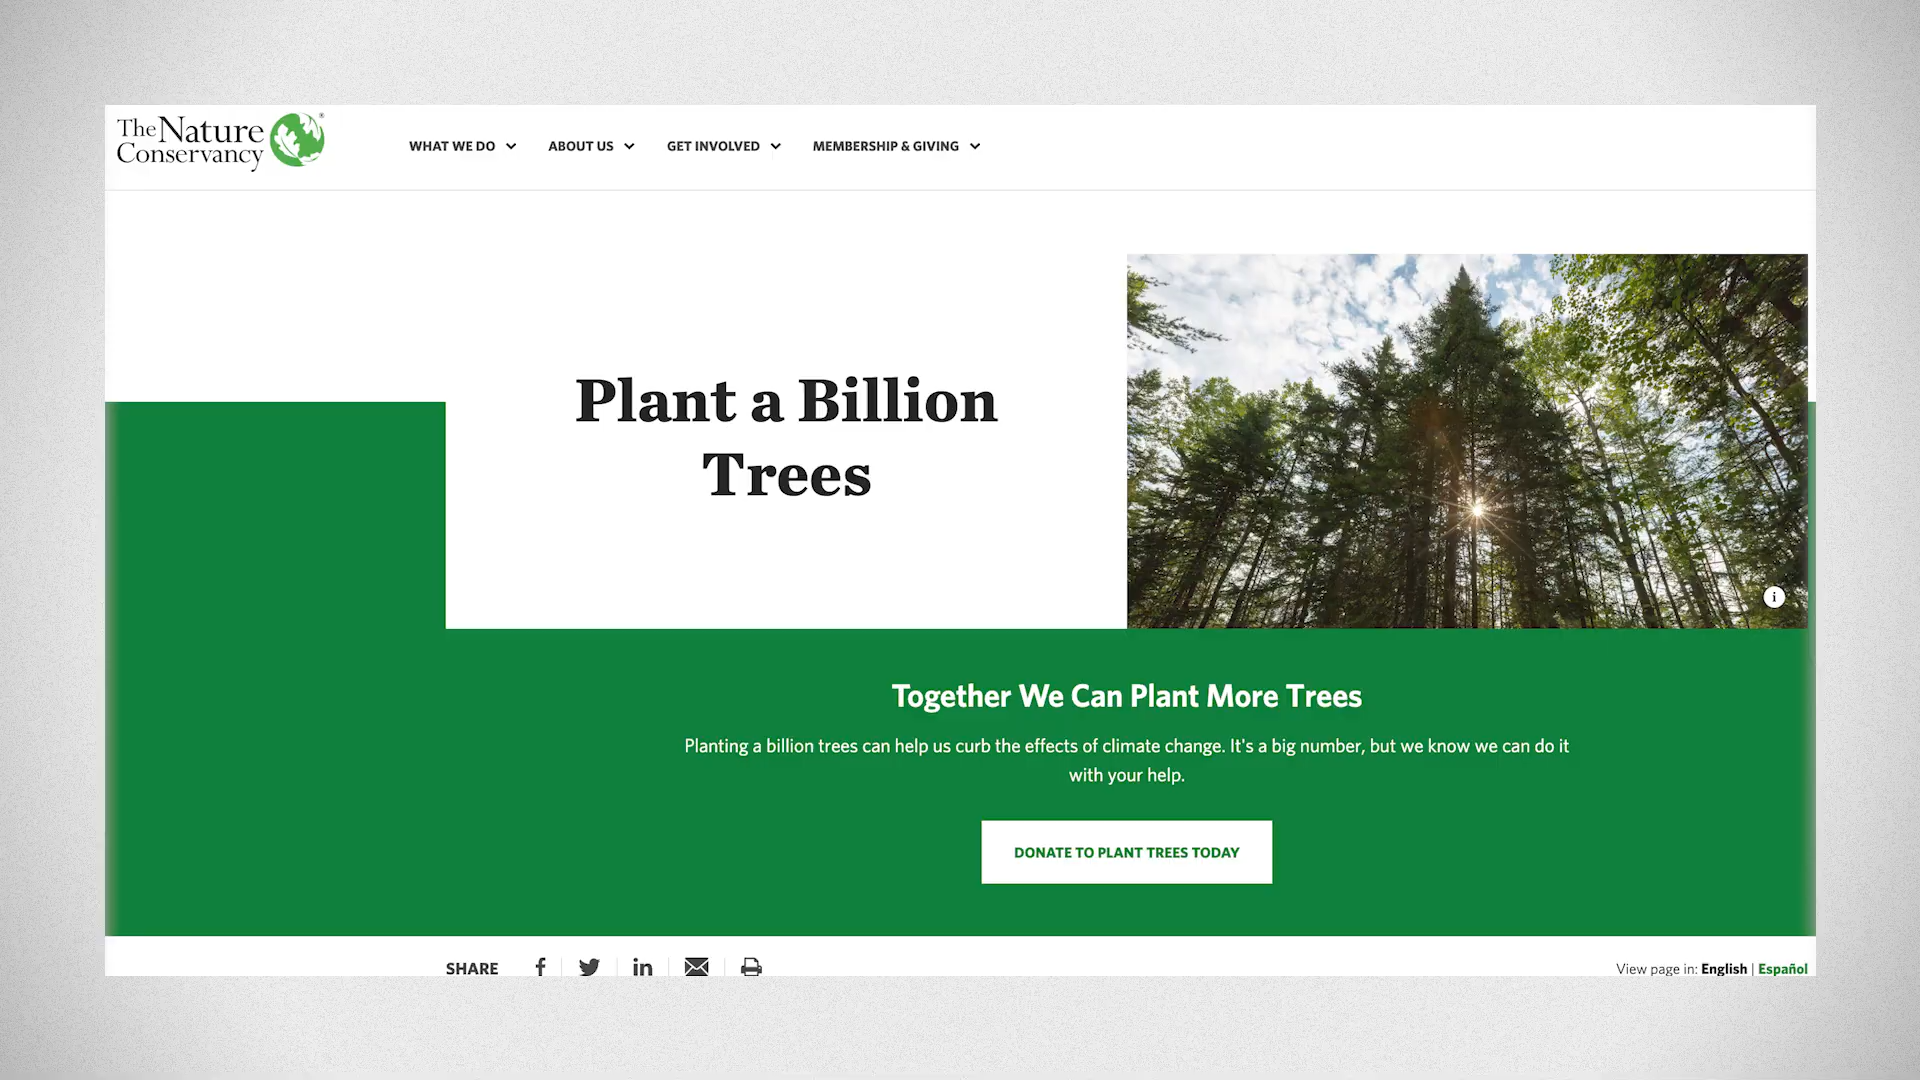 The Nature
Conservancy
®
WHAT WE DO
ABOUT US
GET INVOLVED
MEMBERSHIP & GIVING
Plant a Billion
Trees
i
Together We Can Plant More Trees
Planting a billion trees can help us curb the effects of climate change. It's a big number, but we know we can do it
with your help.
DONATE TO PLANT TREES TODAY
SHARE
View page in: English | Español